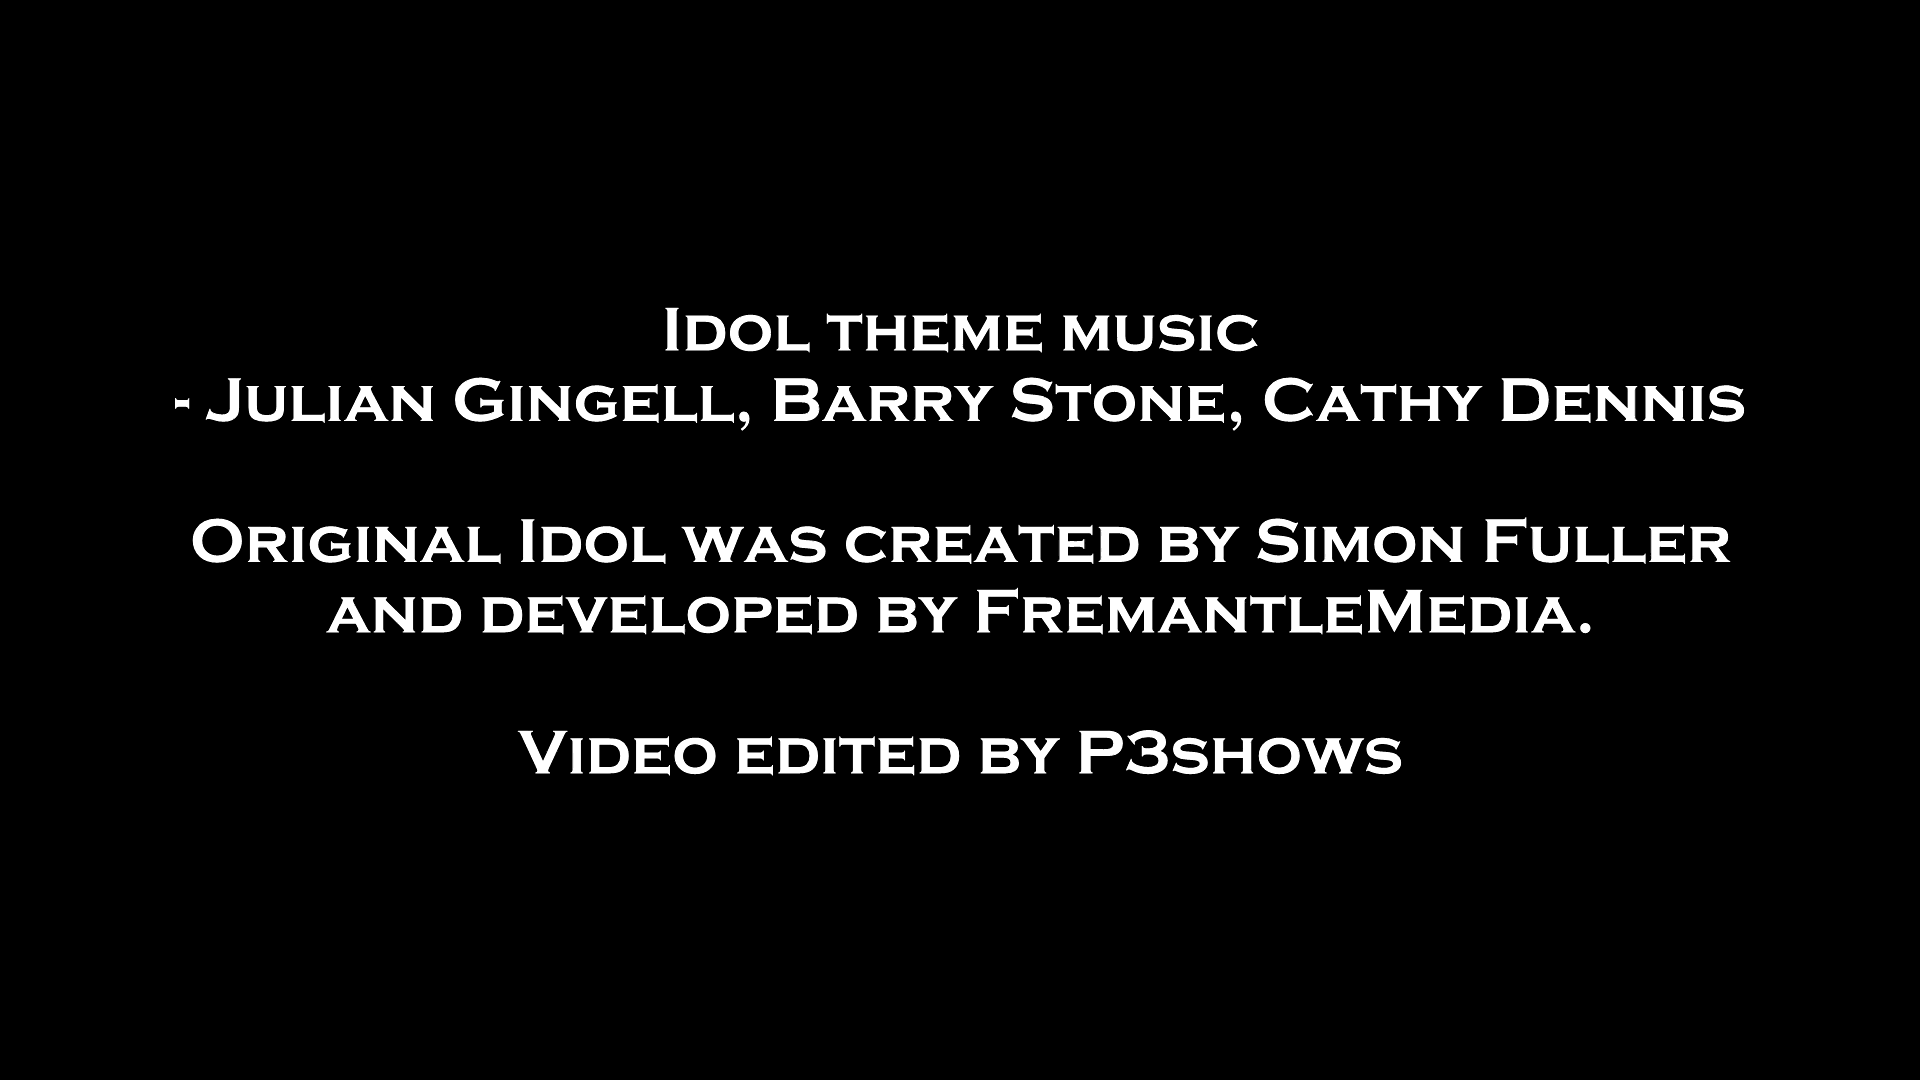 Idol theme music
- Julian Gingell, Barry Stone, Cathy Dennis
Original Idol was created by Simon Fuller
and developed by FremantleMedia.
Video edited by P3shows